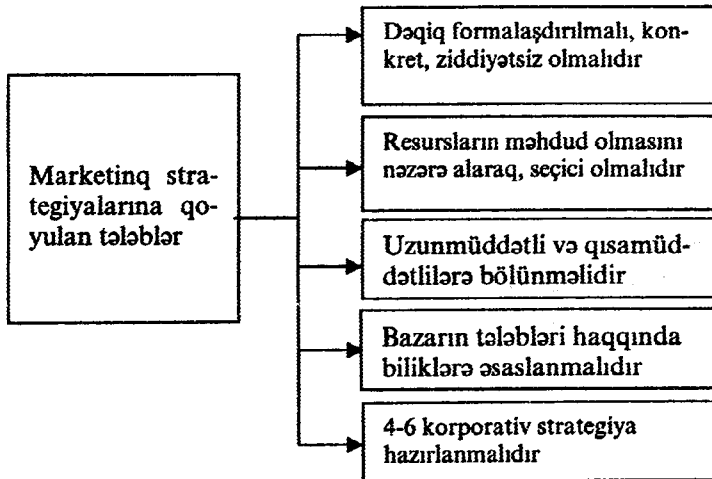 Marketinq stra-
tegiyalarına qo-
yulan tələblər
Dəqiq formalaşdırılmalı, kon-
kret, ziddiyətsiz olmalıdır
Resursların məhdud olmasını
nəzərə alaraq, seçici olmalıdır
Uzunmüddətli və qısamüd-
dətlilərə bölünməlidir
Bazarın tələbləri haqqında
biliklərə əsaslanmalıdır
4-6 korporativ strategiya
hazırlanmalıdır